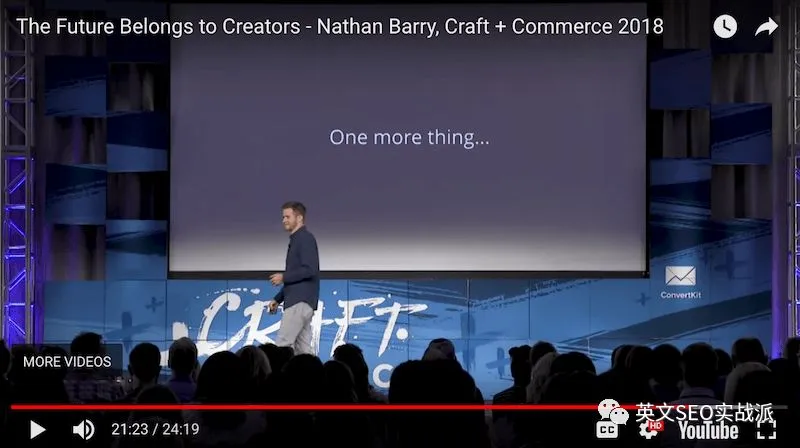 The Future Belongs to Creators - Nathan Barry, Craft + Commerce 2018
One more thing...
ConvertKit
CRAFT
MORE VIDEOS
21:23 / 24:19
CC
HD
YouTube
英文SEO实战派